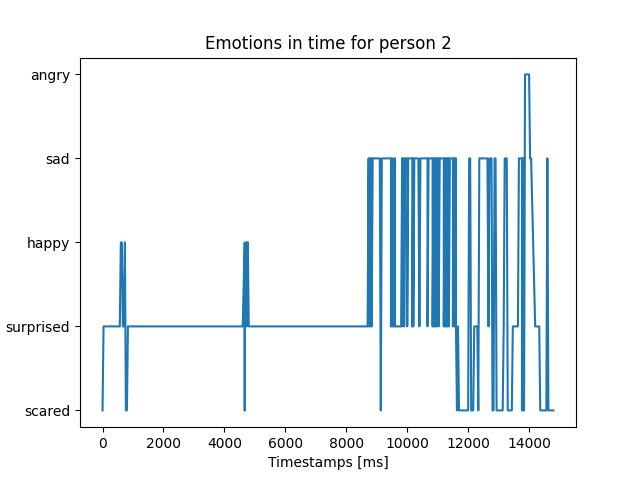 Emotions in time for person 2
angry
sad
happy
surprised
scared
0 2000 4000 6000 8000 10000 12000 14000
Timestamps [ms]